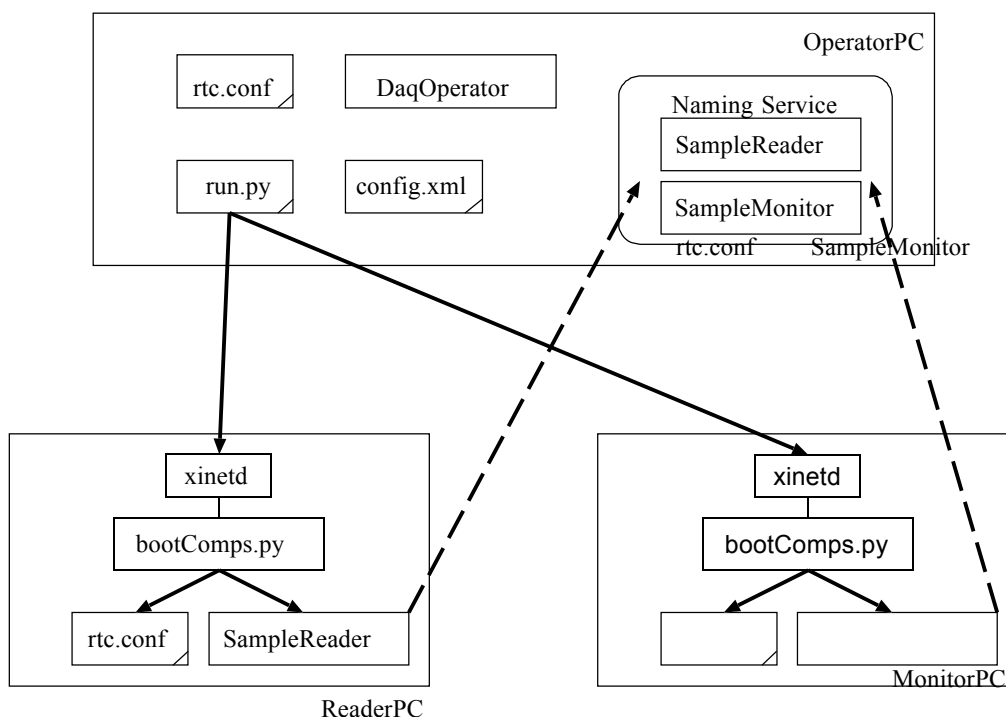 OperatorPC
rtc.conf
DaqOperator
Naming Service
SampleReader
run.py
config.xml
SampleMonitor
rtc.conf
SampleMonitor
xinetd
xinetd
bootComps.py
bootComps.py
rtc.conf
SampleReader
MonitorPC
ReaderPC